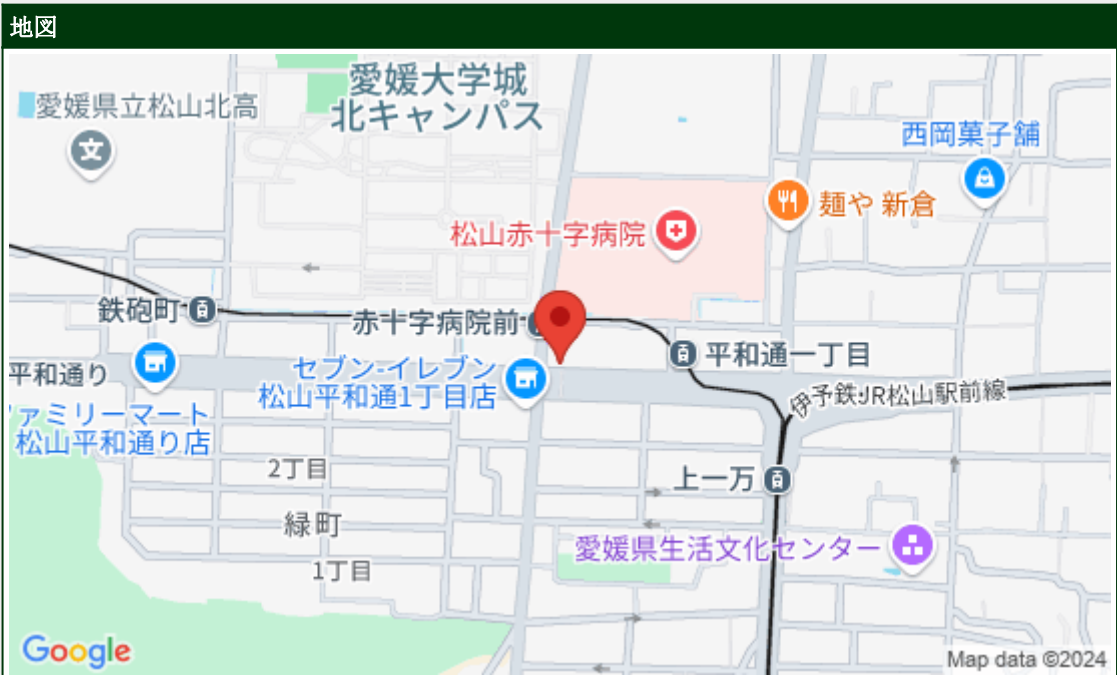 地図
愛媛大学城
北キャンパス
愛媛県立松山北高
西岡菓子舗
麺や 新倉
松山赤十字病院
鉄砲町
赤十字病院前
平和通一丁目
平和通り
セブン-イレブン
松山平和通1丁目店
伊予鉄JR松山駅前線
ァミリーマート
松山平和通り店
2丁目
上一万
緑町
愛媛県生活文化センター
1丁目
Google
Map data ©2024